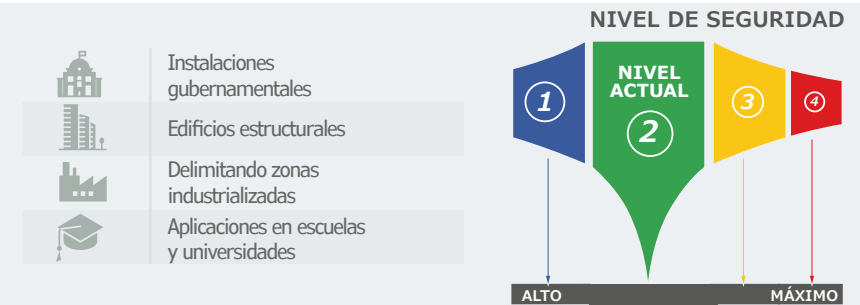 NIVEL DE SEGURIDAD
Instalaciones
gubernamentales
Edificios estructurales
Delimitando zonas
industrializadas
Aplicaciones en escuelas
y universidades
1
NIVEL
ACTUAL
2
3
4
ALTO
MÁXIMO